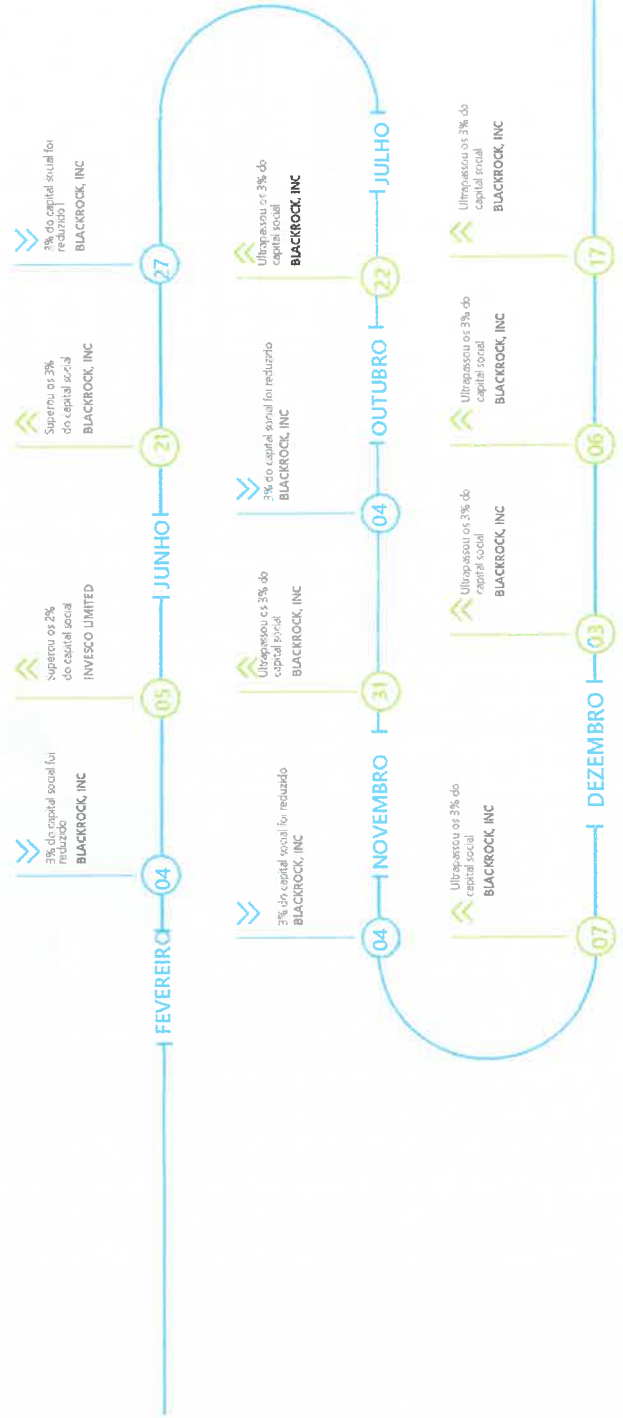 FEVEREIRO
3% do capital social foi
reduzido
BLACKROCK, INC
04
Superou os 2%
do capital social
INVESCO LIMITED
05
JUNHO
Superou os 3%
do capital social
BLACKROCK, INC
21
3% do capital social foi
reduzido
BLACKROCK, INC
27
JULHO
Ultrapassou os 3% do
capital social
BLACKROCK, INC
22
OUTUBRO
3% do capital social foi reduzido
BLACKROCK, INC
04
Ultrapassou os 3% do
capital social
BLACKROCK, INC
31
NOVEMBRO
3% do capital social foi reduzido
BLACKROCK, INC
04
Ultrapassou os 3% do
capital social
BLACKROCK, INC
07
DEZEMBRO
Ultrapassou os 3% do
capital social
BLACKROCK, INC
03
Ultrapassou os 3% do
capital social
BLACKROCK, INC
06
Ultrapassou os 3% do
capital social
BLACKROCK, INC
17